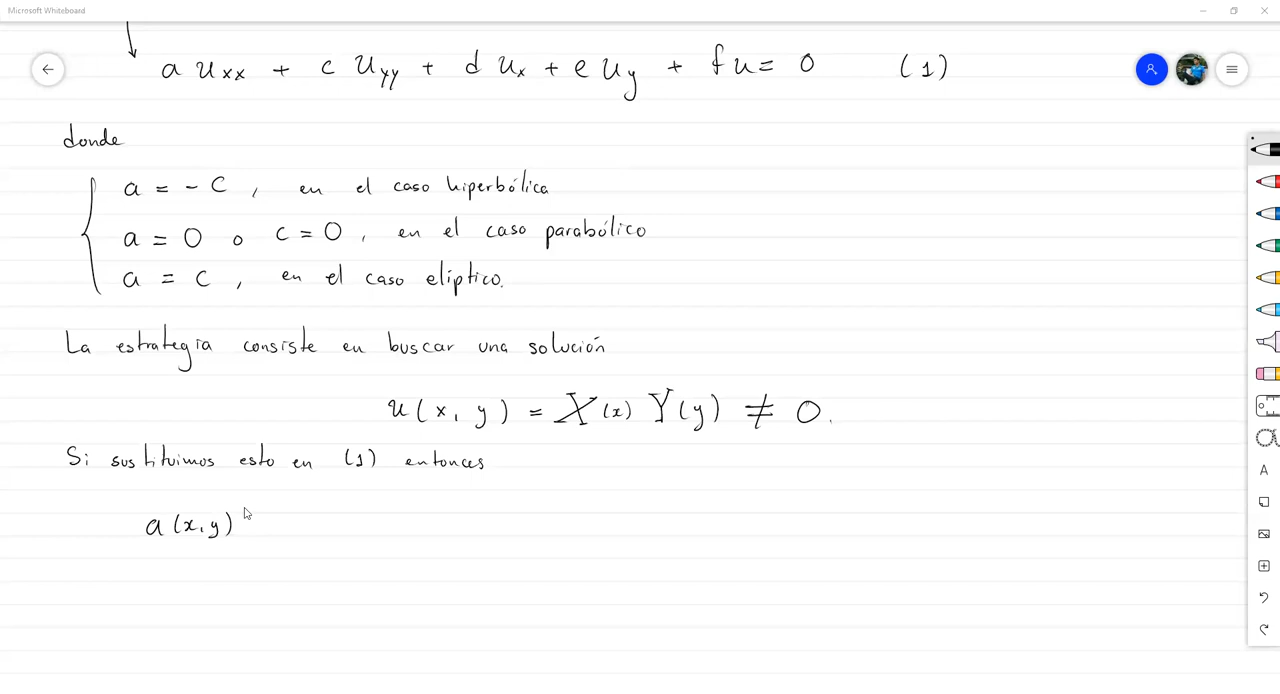 Microsoft Whiteboard
a u_xx + c u_yy + d u_x + e u_y + f u = 0 (1)
donde
a = - c , en el caso hiperbólica
a = 0 o c = 0 , en el caso parabólico
a = c , en el caso elíptico.
La estrategia consiste en buscar una solución
u(x, y) = X(x) Y(y) ≠ 0.
Si sustituimos esto en (1) entonces
a(x,y)
A